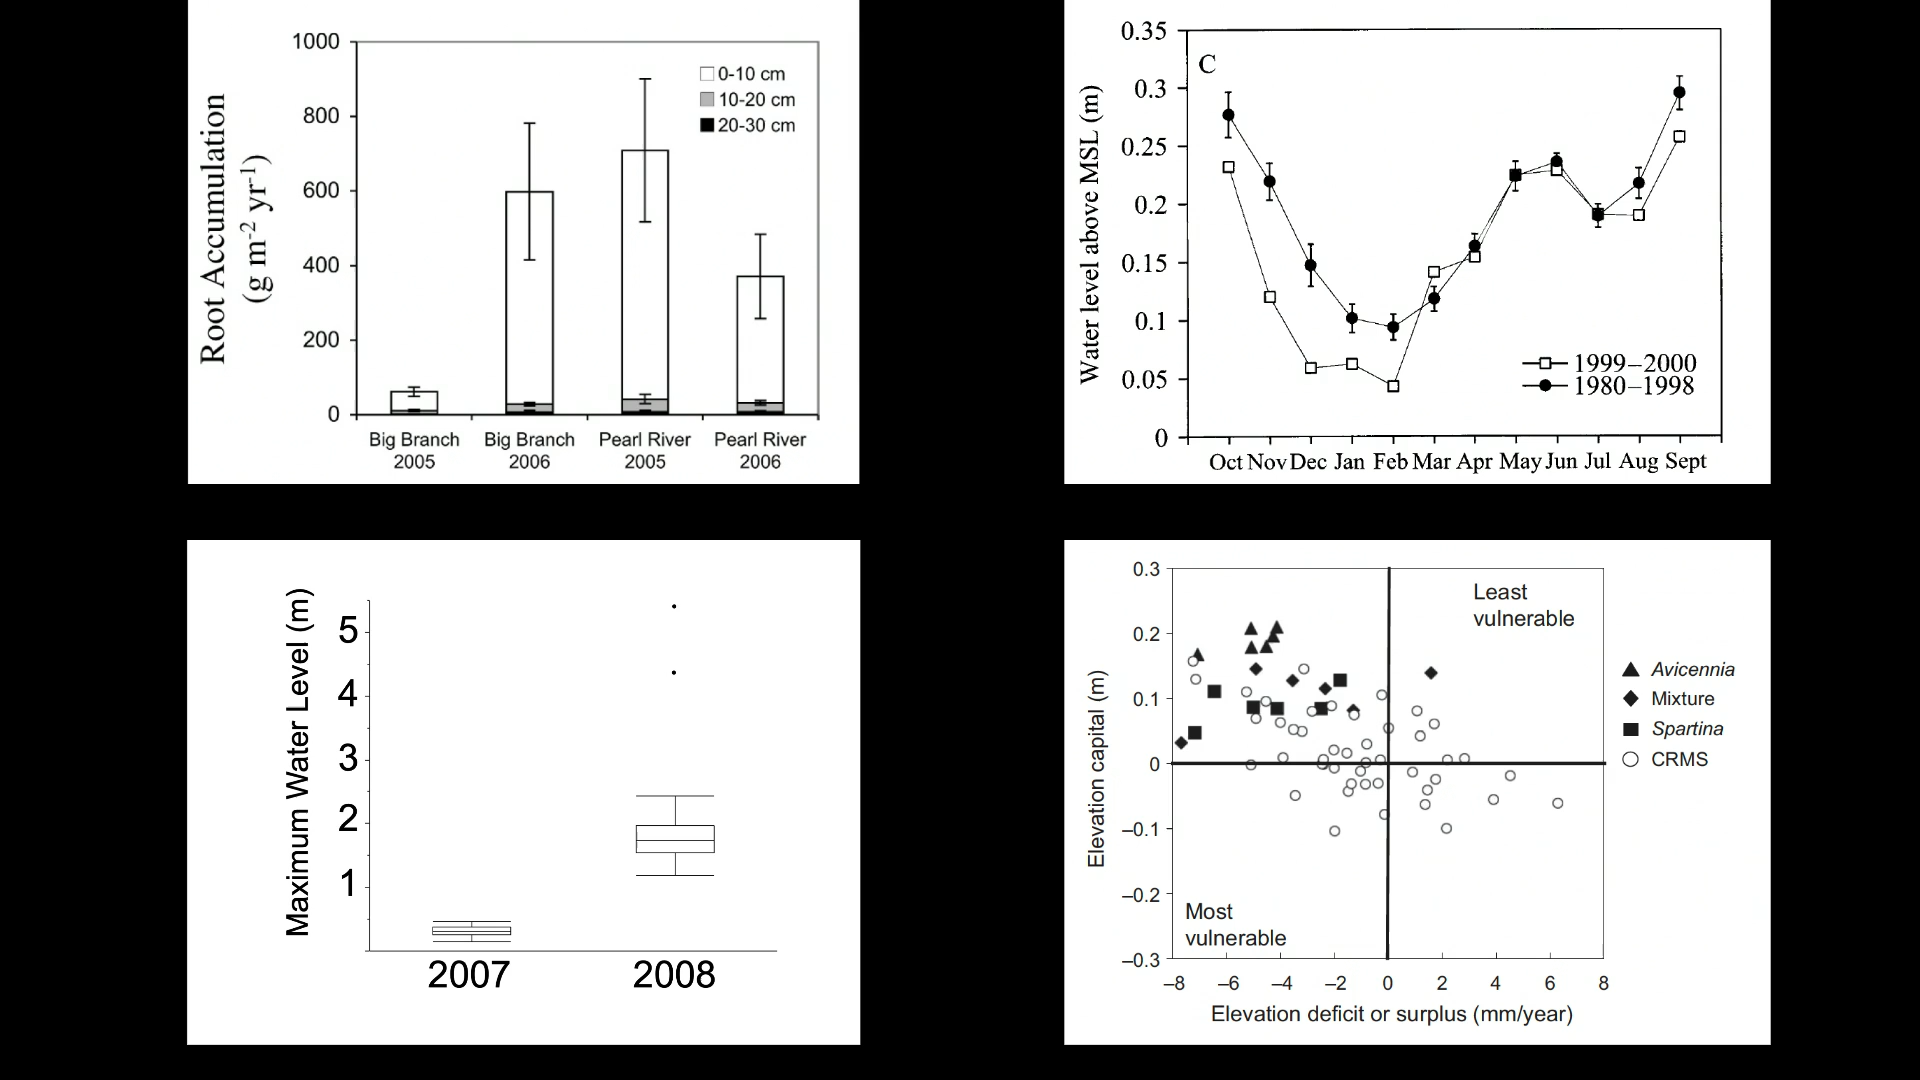 1000
800
600
400
200
0
Root Accumulation
(g m-2 yr-1)
0-10 cm
10-20 cm
20-30 cm
Big Branch
2005
Big Branch
2006
Pearl River
2005
Pearl River
2006
C
0.35
0.3
0.25
0.2
0.15
0.1
0.05
0
Water level above MSL (m)
1999–2000
1980–1998
Oct Nov Dec Jan Feb Mar Apr May Jun Jul Aug Sept
Maximum Water Level (m)
5
4
3
2
1
2007 2008
0.3
0.2
0.1
0
–0.1
–0.2
–0.3
Elevation capital (m)
Least
vulnerable
Most
vulnerable
Avicennia
Mixture
Spartina
CRMS
–8 –6 –4 –2 0 2 4 6 8
Elevation deficit or surplus (mm/year)